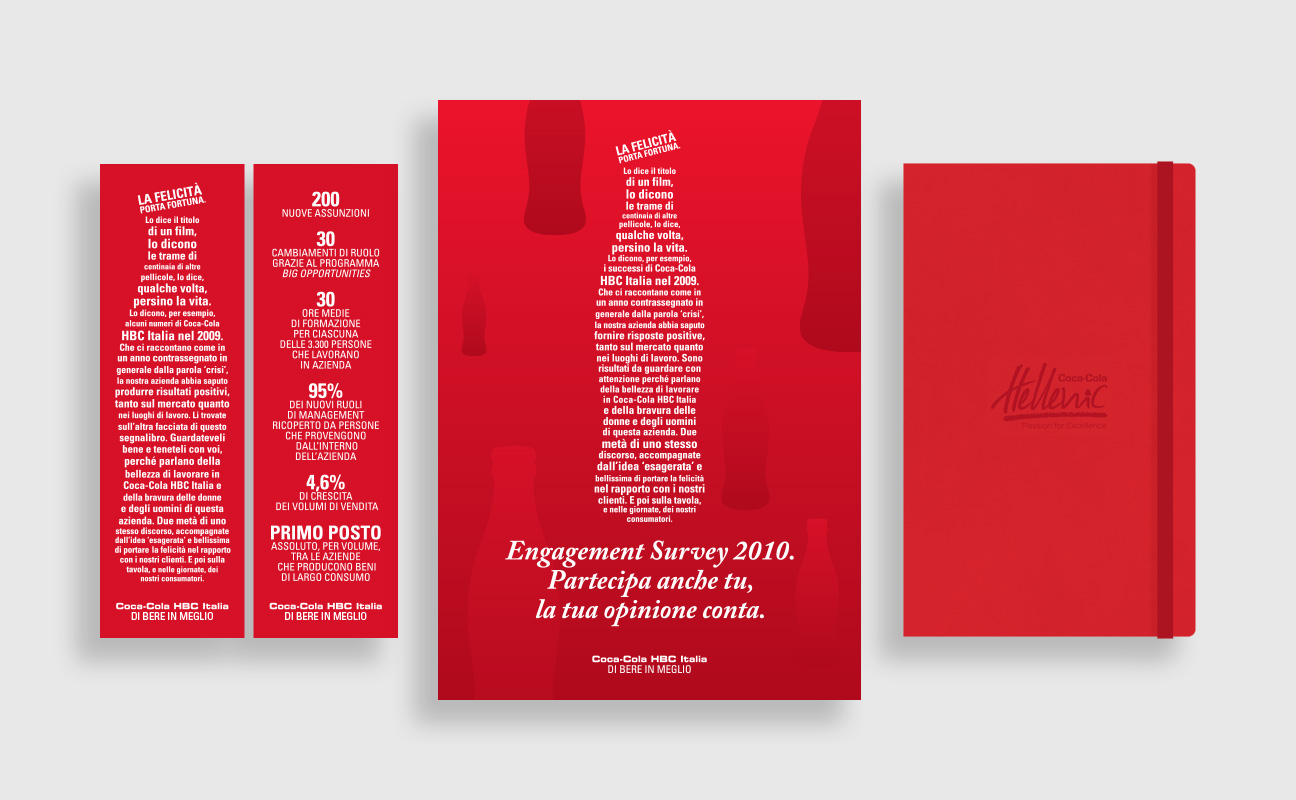 LA FELICITÀ
PORTA FORTUNA.
Lo dice il titolo
di un film,
lo dicono
le trame di
centinaia di altre
pellicole, lo dice,
qualche volta,
persino la vita.
Lo dicono, per esempio,
alcuni numeri di Coca-Cola
HBC Italia nel 2009.
Che ci raccontano come in
un anno contrassegnato in
generale dalla parola ‘crisi’,
la nostra azienda abbia saputo
produrre risultati positivi,
tanto sul mercato quanto
nei luoghi di lavoro. Li trovate
sull’altra facciata di questo
segnalibro. Guardateveli
bene e teneteli con voi,
perché parlano della
bellezza di lavorare in
Coca-Cola HBC Italia e
della bravura delle donne
e degli uomini di questa
azienda. Due metà di uno
stesso discorso, accompagnate
dall’idea ‘esagerata’ e bellissima
di portare la felicità nel rapporto
con i nostri clienti. E poi sulla
tavola, e nelle giornate, dei
nostri consumatori.
Coca-Cola HBC Italia
DI BERE IN MEGLIO
200
NUOVE ASSUNZIONI
30
CAMBIAMENTI DI RUOLO
GRAZIE AL PROGRAMMA
BIG OPPORTUNITIES
30
ORE MEDIE
DI FORMAZIONE
PER CIASCUNA
DELLE 3.300 PERSONE
CHE LAVORANO
IN AZIENDA
95%
DEI NUOVI RUOLI
DI MANAGEMENT
RICOPERTO DA PERSONE
CHE PROVENGONO
DALL’INTERNO
DELL’AZIENDA
4,6%
DI CRESCITA
DEI VOLUMI DI VENDITA
PRIMO POSTO
ASSOLUTO, PER VOLUME,
TRA LE AZIENDE
CHE PRODUCONO BENI
DI LARGO CONSUMO
Coca-Cola HBC Italia
DI BERE IN MEGLIO
LA FELICITÀ
PORTA FORTUNA.
Lo dice il titolo
di un film,
lo dicono
le trame di
centinaia di altre
pellicole, lo dice,
qualche volta,
persino la vita.
Lo dicono, per esempio,
i successi di Coca-Cola
HBC Italia nel 2009.
Che ci raccontano come in
un anno contrassegnato in
generale dalla parola ‘crisi’,
la nostra azienda abbia saputo
fornire risposte positive,
tanto sul mercato quanto
nei luoghi di lavoro. Sono
risultati da guardare con
attenzione perché parlano
della bellezza di lavorare
in Coca-Cola HBC Italia
e della bravura delle
donne e degli uomini
di questa azienda. Due
metà di uno stesso
discorso, accompagnate
dall’idea ‘esagerata’ e
bellissima di portare la felicità
nel rapporto con i nostri
clienti. E poi sulla tavola,
e nelle giornate, dei nostri
consumatori.
Engagement Survey 2010.
Partecipa anche tu,
la tua opinione conta.
Coca-Cola HBC Italia
DI BERE IN MEGLIO
Coca-Cola
Hellenic
Passion for Excellence